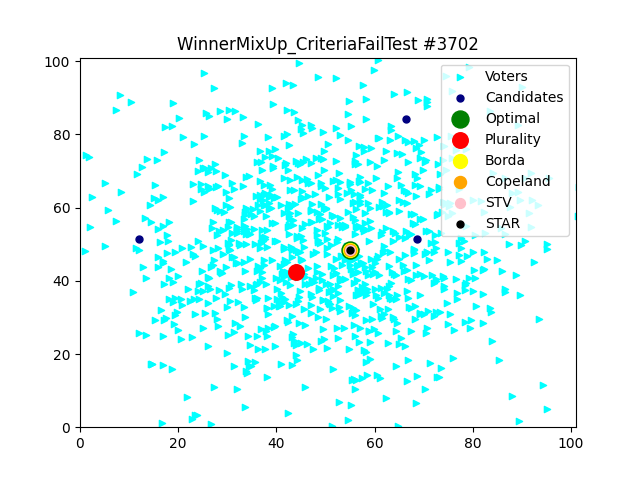 WinnerMixUp_CriteriaFailTest #3702
100
80
60
40
20
0
0 20 40 60 80 100
Voters
Candidates
Optimal
Plurality
Borda
Copeland
STV
STAR